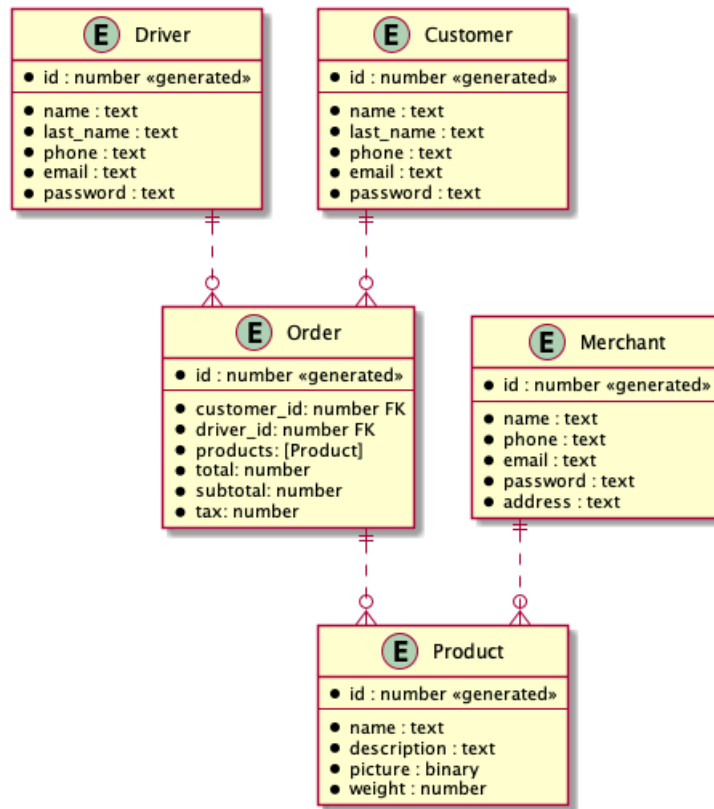 E Driver
id : number «generated»
name : text
last_name : text
phone : text
email : text
password : text
E Customer
id : number «generated»
name : text
last_name : text
phone : text
email : text
password : text
E Order
id : number «generated»
customer_id: number FK
driver_id: number FK
products: [Product]
total: number
subtotal: number
tax: number
E Merchant
id : number «generated»
name : text
phone : text
email : text
password : text
address : text
E Product
id : number «generated»
name : text
description : text
picture : binary
weight : number